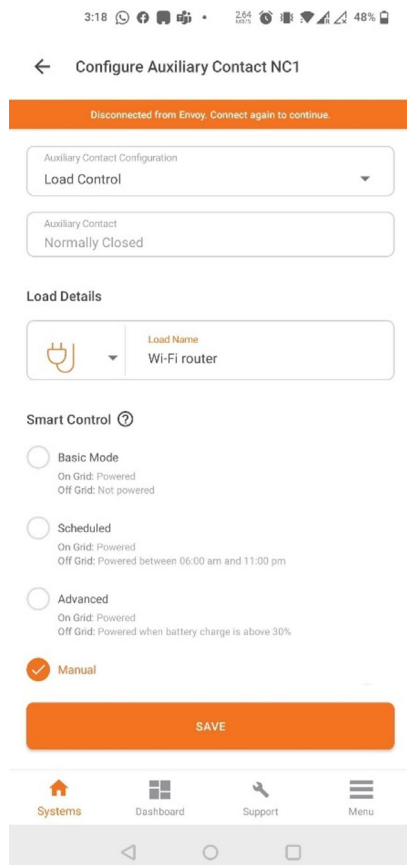 3:18
2.64
MB/S
48%
Configure Auxiliary Contact NC1
Disconnected from Envoy. Connect again to continue.
Auxiliary Contact Configuration
Load Control
Auxiliary Contact
Normally Closed
Load Details
Load Name
Wi-Fi router
Smart Control ?
Basic Mode
On Grid: Powered
Off Grid: Not powered
Scheduled
On Grid: Powered
Off Grid: Powered between 06:00 am and 11:00 pm
Advanced
On Grid: Powered
Off Grid: Powered when battery charge is above 30%
Manual
SAVE
Systems
Dashboard
Support
Menu